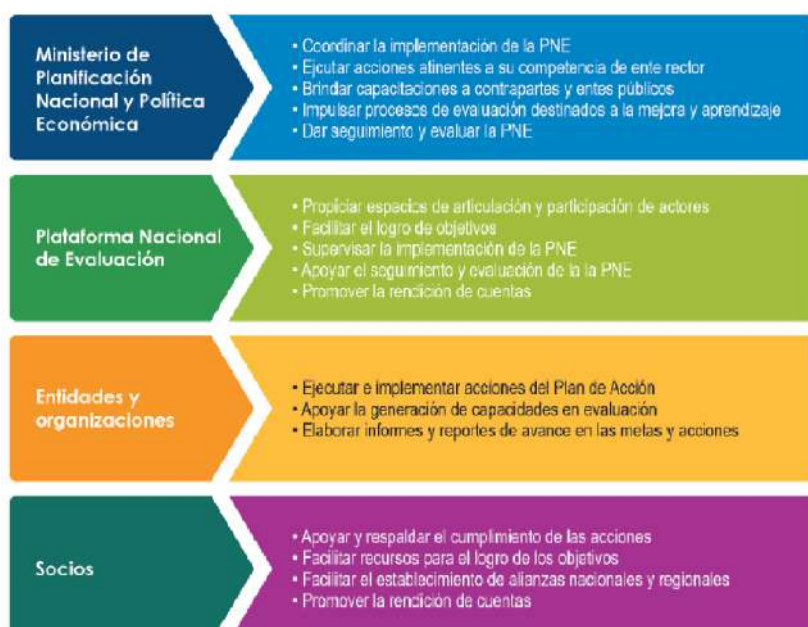 Ministerio de
Planificación
Nacional y Política
Económica
• Coordinar la implementación de la PNE
• Ejcutar acciones atinentes a su competencia de ente rector
• Brindar capacitaciones a contrapartes y entes públicos
• Impulsar procesos de evaluación destinados a la mejora y aprendizaje
• Dar seguimiento y evaluar la PNE
Plataforma Nacional
de Evaluación
• Propiciar espacios de articulación y participación de actores
• Facilitar el logro de objetivos
• Supervisar la implementación de la PNE
• Apoyar el seguimiento y evaluación de la la PNE
• Promover la rendición de cuentas
Entidades y
organizaciones
• Ejecutar e implementar acciones del Plan de Acción
• Apoyar la generación de capacidades en evaluación
• Elaborar informes y reportes de avance en las metas y acciones
Socios
• Apoyar y respaldar el cumplimiento de las acciones
• Facilitar recursos para el logro de los objetivos
• Facilitar el establecimiento de alianzas nacionales y regionales
• Promover la rendición de cuentas